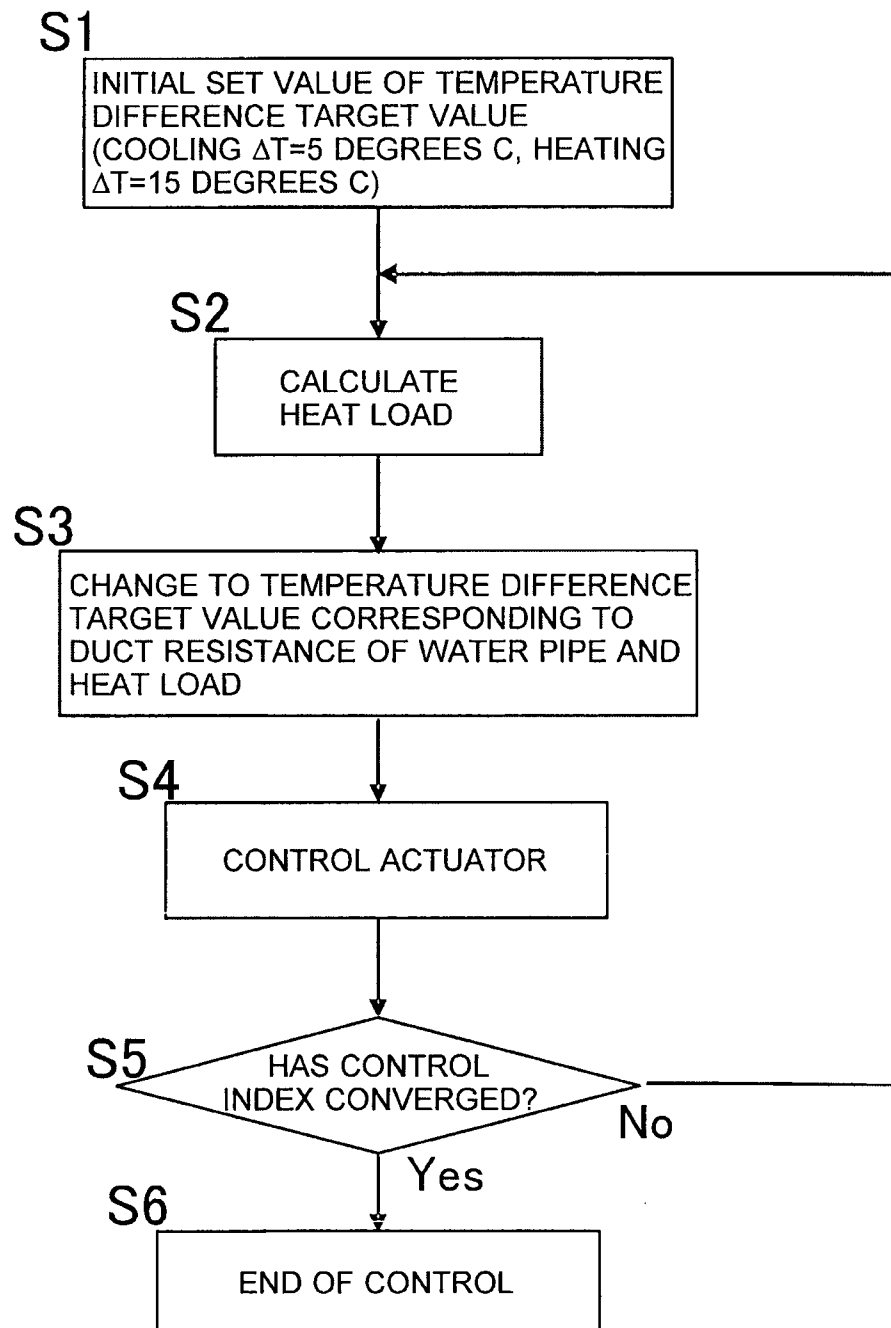 S1
INITIAL SET VALUE OF TEMPERATURE
DIFFERENCE TARGET VALUE
(COOLING ΔT=5 DEGREES C, HEATING
ΔT=15 DEGREES C)
S2
CALCULATE
HEAT LOAD
S3
CHANGE TO TEMPERATURE DIFFERENCE
TARGET VALUE CORRESPONDING TO
DUCT RESISTANCE OF WATER PIPE AND
HEAT LOAD
S4
CONTROL ACTUATOR
S5
HAS CONTROL
INDEX CONVERGED?
No
Yes
S6
END OF CONTROL